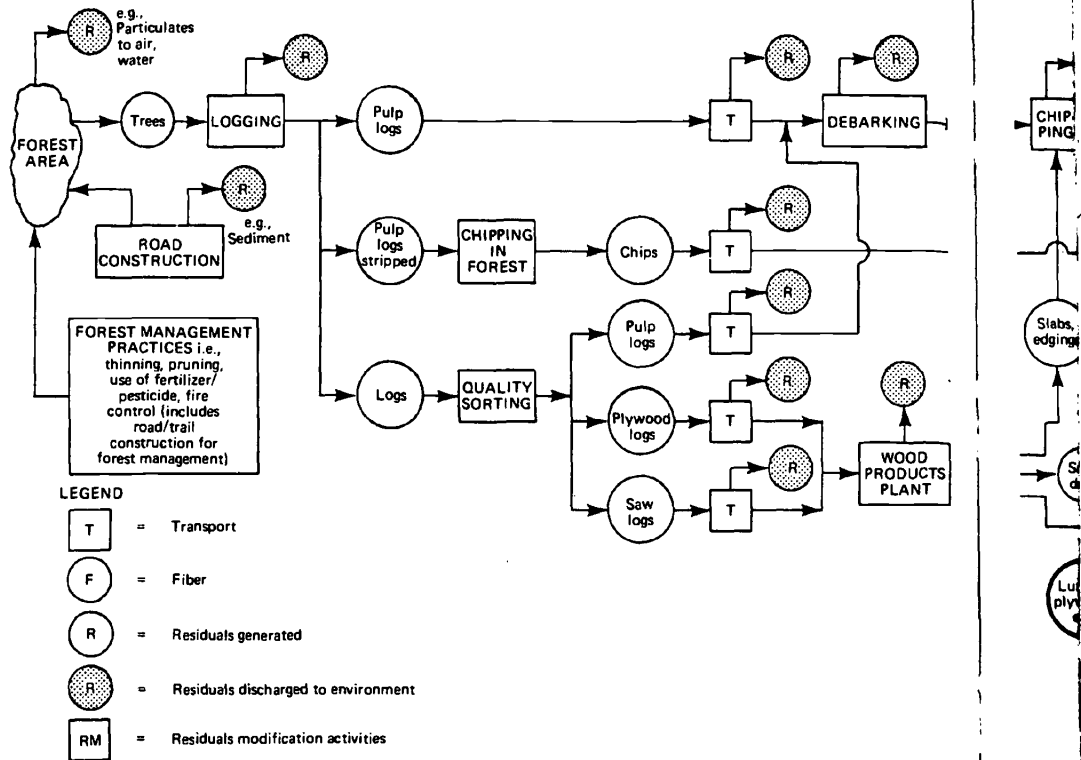 R
e.g.,
Particulates
to air,
water
R
R
R
Trees
LOGGING
Pulp
logs
T
DEBARKING
CHIP-
PING
FOREST
AREA
R
e.g.,
Sediment
ROAD
CONSTRUCTION
Pulp
logs
stripped
CHIPPING
IN
FOREST
Chips
T
R
Pulp
logs
T
R
Slabs,
edging
FOREST MANAGEMENT
PRACTICES i.e.,
thinning, pruning,
use of fertilizer/
pesticide, fire
control (includes
road/trail
construction for
forest management)
Logs
QUALITY
SORTING
Plywood
logs
T
R
R
WOOD
PRODUCTS
PLANT
Saw
logs
T
R
LEGEND
T = Transport
F = Fiber
R = Residuals generated
R = Residuals discharged to environment
RM = Residuals modification activities